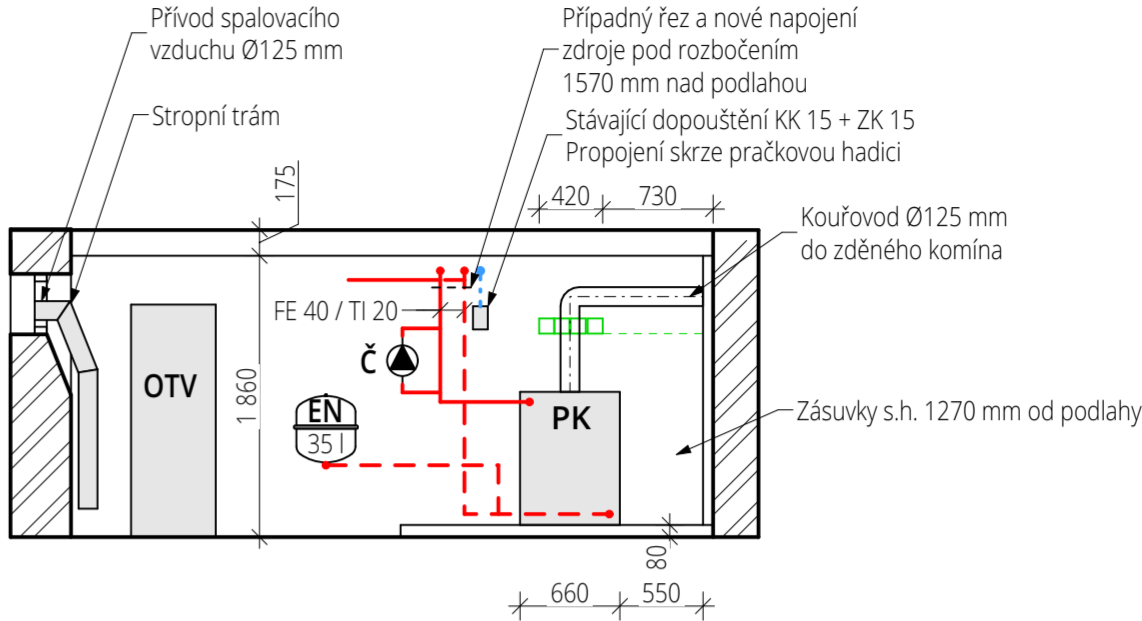 Přívod spalovacího
vzduchu Ø125 mm
Stropní trám
Případný řez a nové napojení
zdroje pod rozbočením
1570 mm nad podlahou
Stávající dopouštění KK 15 + ZK 15
Propojení skrze pračkovou hadici
175
420
730
Kouřovod Ø125 mm
do zděného komína
FE 40 / TI 20
Č
OTV
1 860
EN
35 l
PK
Zásuvky s.h. 1270 mm od podlahy
80
660
550